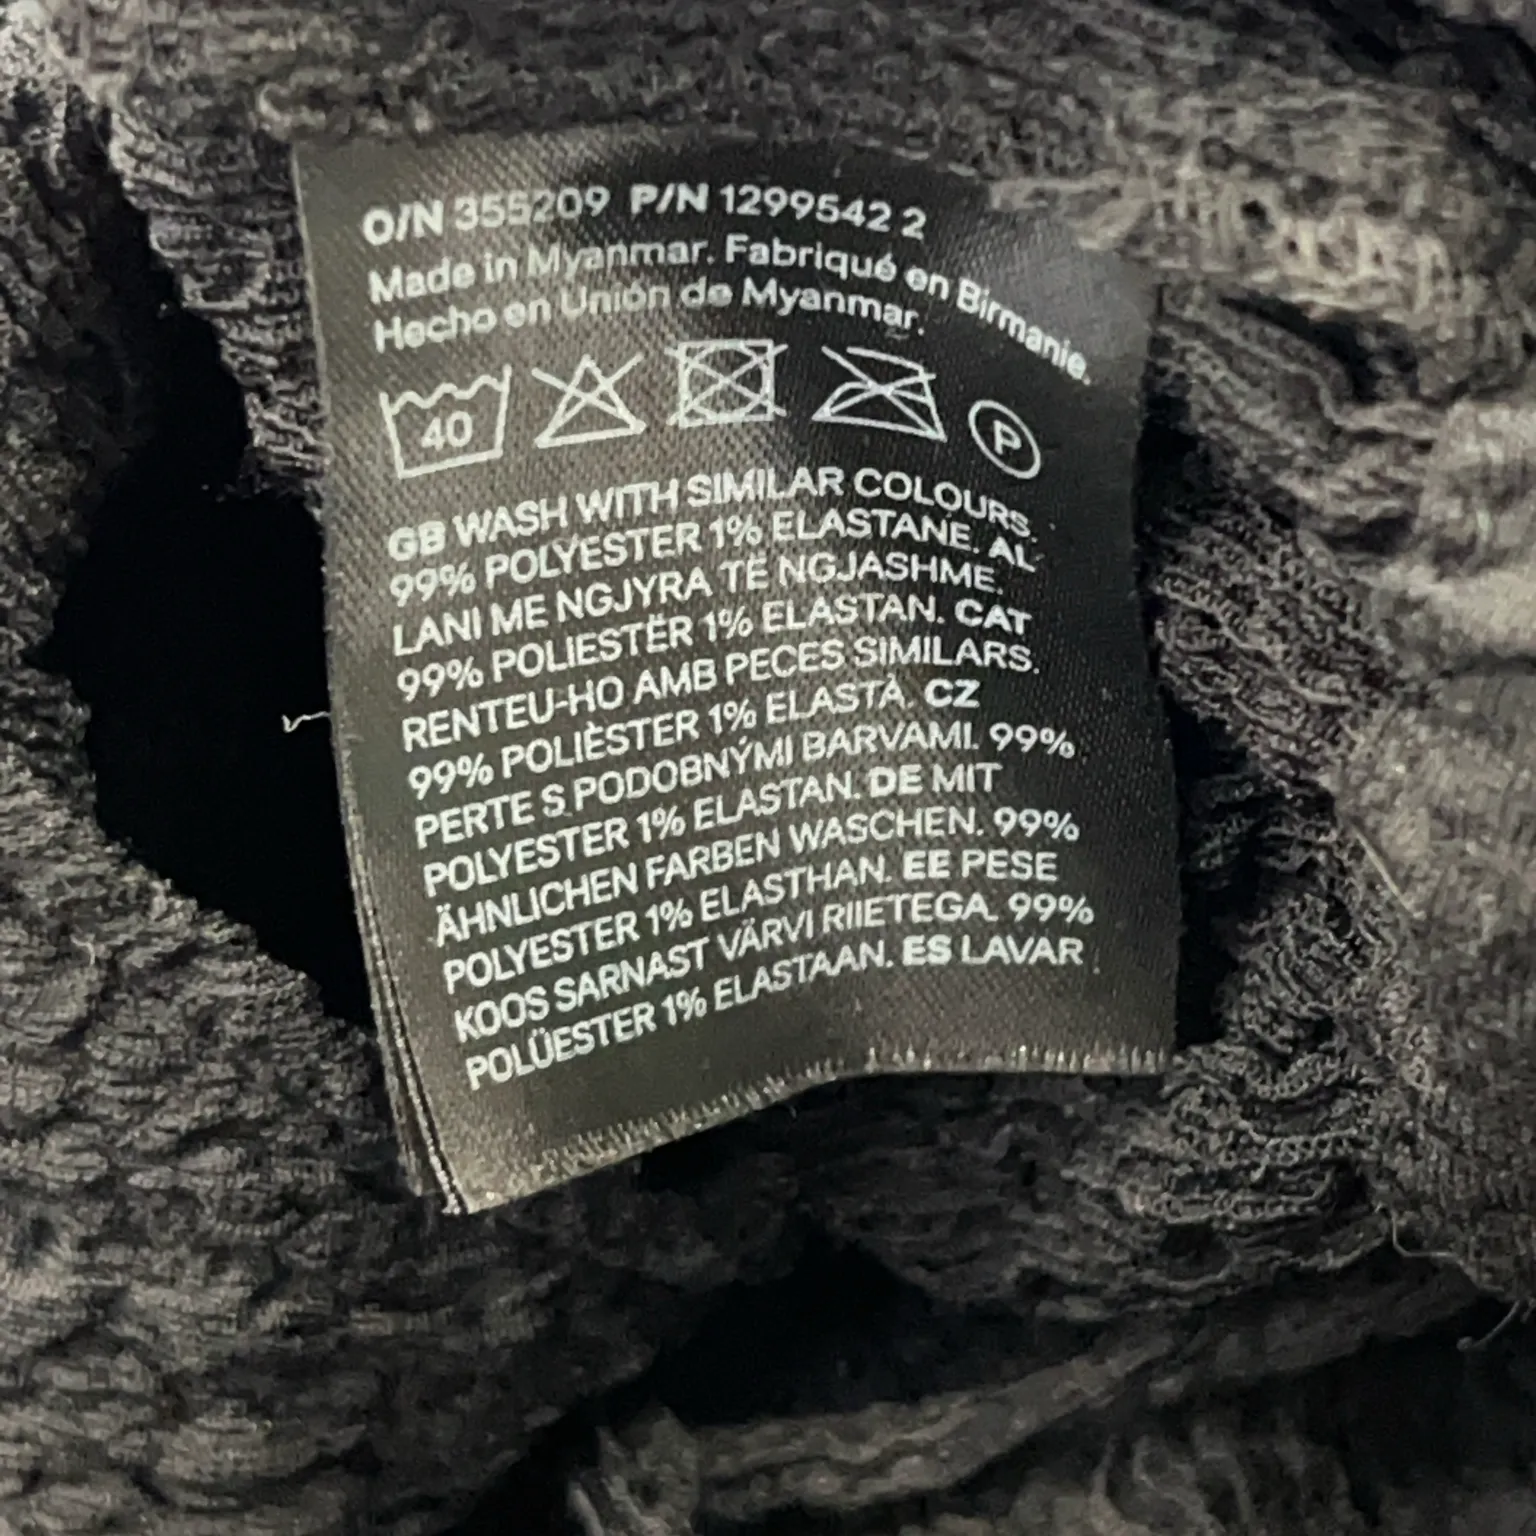 O/N 355209 P/N 1299542 2
Made in Myanmar. Fabriqué en Birmanie.
Hecho en Unión de Myanmar.
40 P
GB WASH WITH SIMILAR COLOURS.
99% POLYESTER 1% ELASTANE. AL
LANI ME NGJYRA TË NGJASHME.
99% POLIESTËR 1% ELASTAN. CAT
RENTEU-HO AMB PECES SIMILARS.
99% POLIÈSTER 1% ELASTÀ. CZ
PERTE S PODOBNÝMI BARVAMI. 99%
POLYESTER 1% ELASTAN. DE MIT
ÄHNLICHEN FARBEN WASCHEN. 99%
POLYESTER 1% ELASTHAN. EE PESE
KOOS SARNAST VÄRVI RIIETEGA. 99%
POLÜESTER 1% ELASTAAN. ES LAVAR